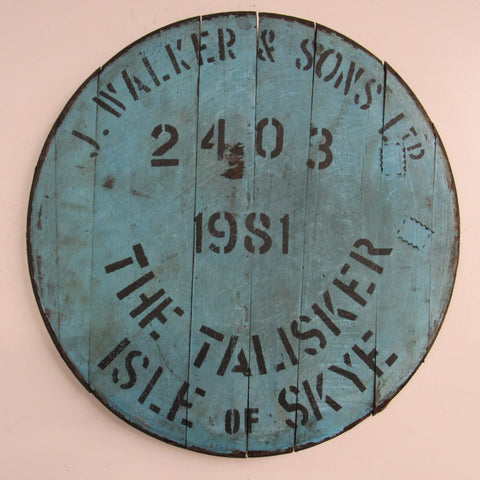 J. WALKER & SONS LTD
2403
1981
THE TALISKER
ISLE OF SKYE